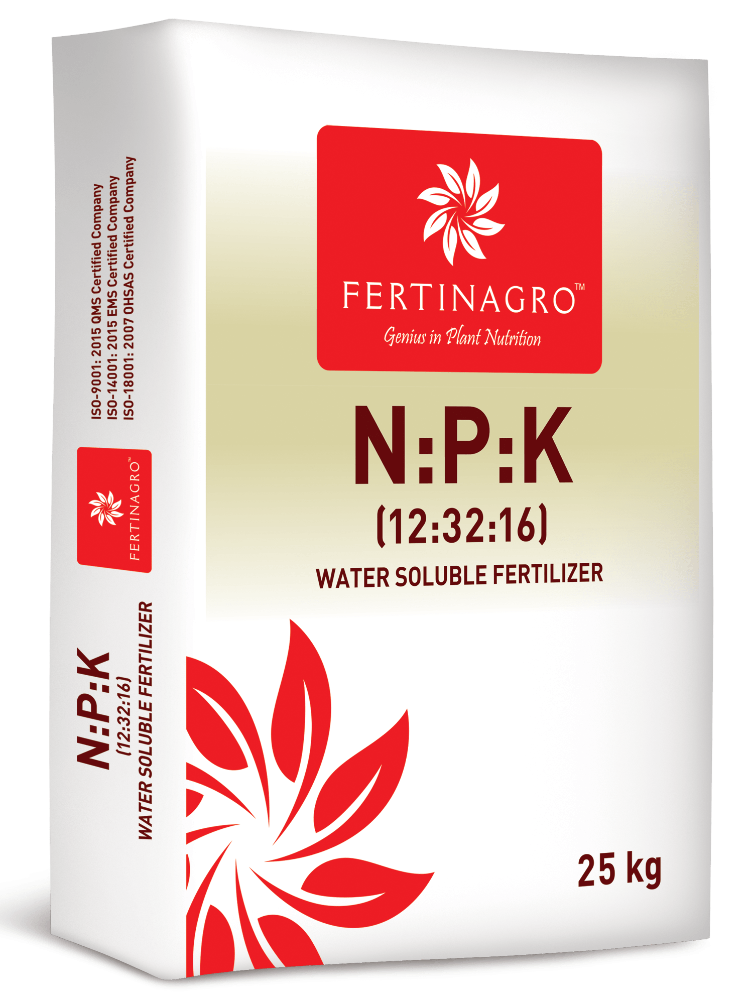 FERTINAGRO™
Genius in Plant Nutrition
N:P:K
(12:32:16)
WATER SOLUBLE FERTILIZER
25 kg
ISO-9001: 2015 QMS Certified Company
ISO-14001: 2015 EMS Certified Company
ISO-18001: 2007 OHSAS Certified Company
FERTINAGRO™
N:P:K
(12:32:16)
WATER SOLUBLE FERTILIZER